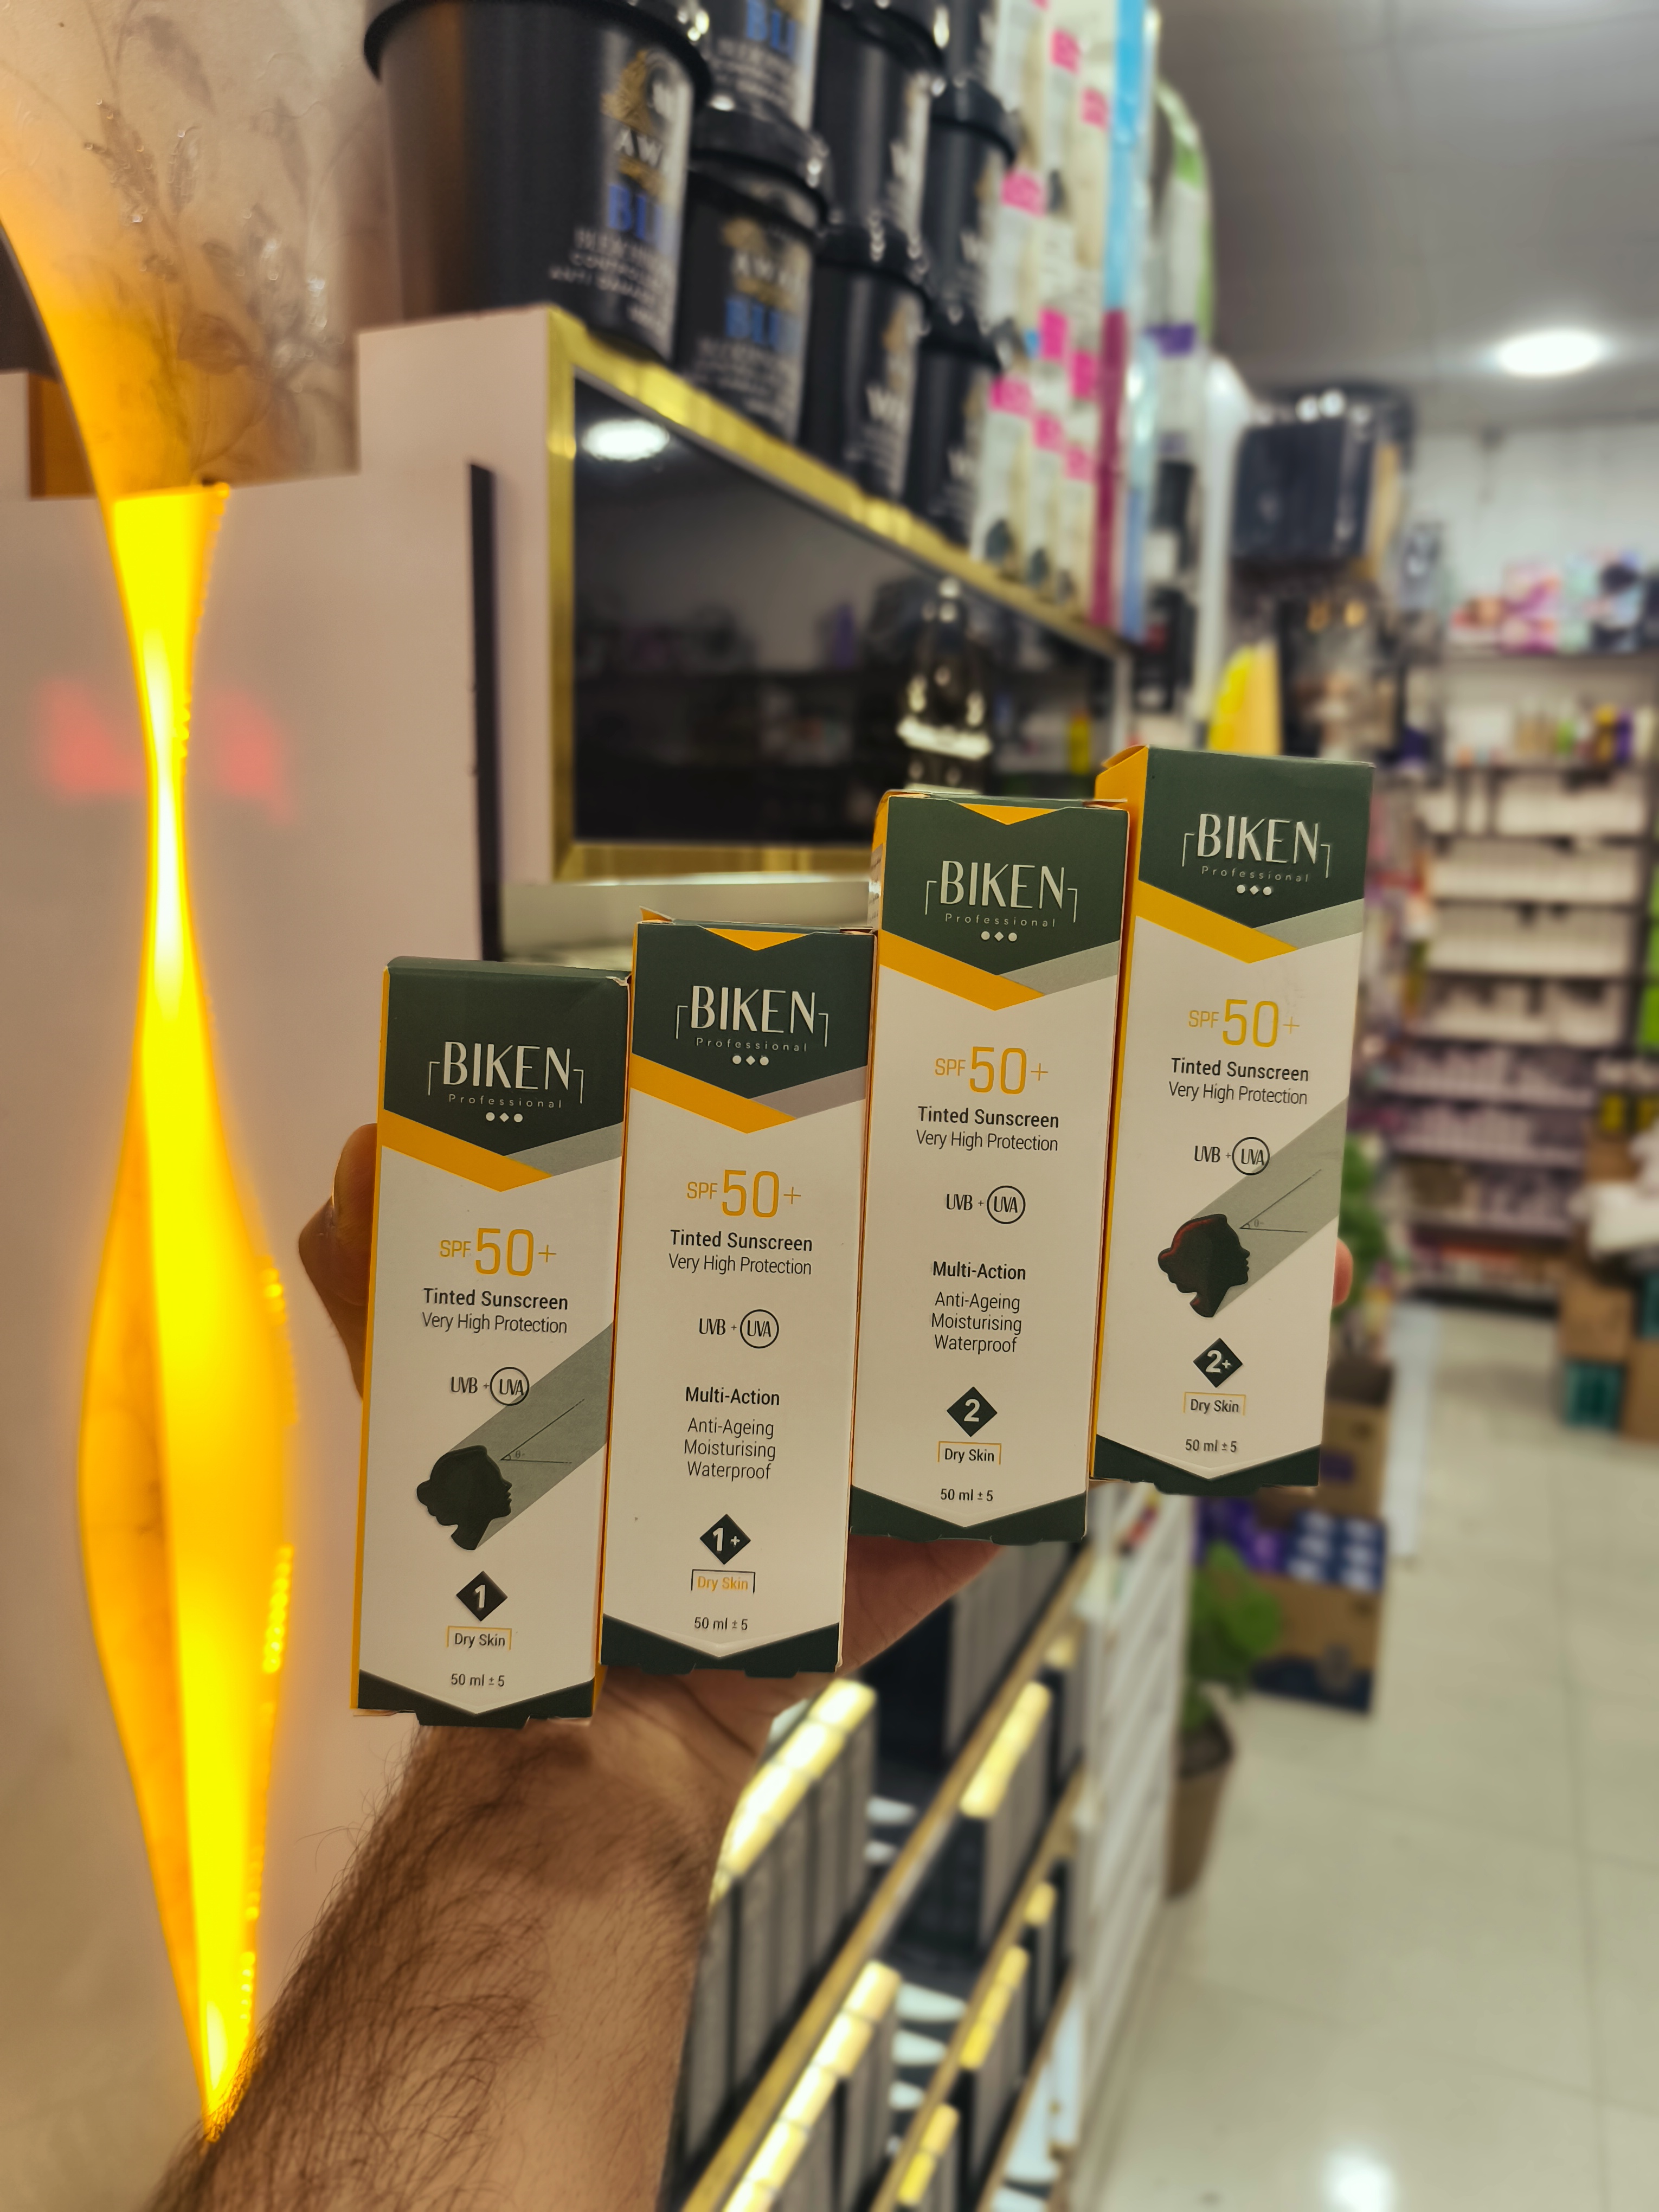 BIKEN
Professional
SPF 50+
Tinted Sunscreen
Very High Protection
UVB + UVA
1
Dry Skin
50 ml ± 5
BIKEN
Professional
SPF 50+
Tinted Sunscreen
Very High Protection
UVB + UVA
Multi-Action
Anti-Ageing
Moisturising
Waterproof
1+
Dry Skin
50 ml ± 5
BIKEN
Professional
SPF 50+
Tinted Sunscreen
Very High Protection
UVB + UVA
Multi-Action
Anti-Ageing
Moisturising
Waterproof
2
Dry Skin
50 ml ± 5
BIKEN
Professional
SPF 50+
Tinted Sunscreen
Very High Protection
UVB + UVA
2+
Dry Skin
50 ml ± 5